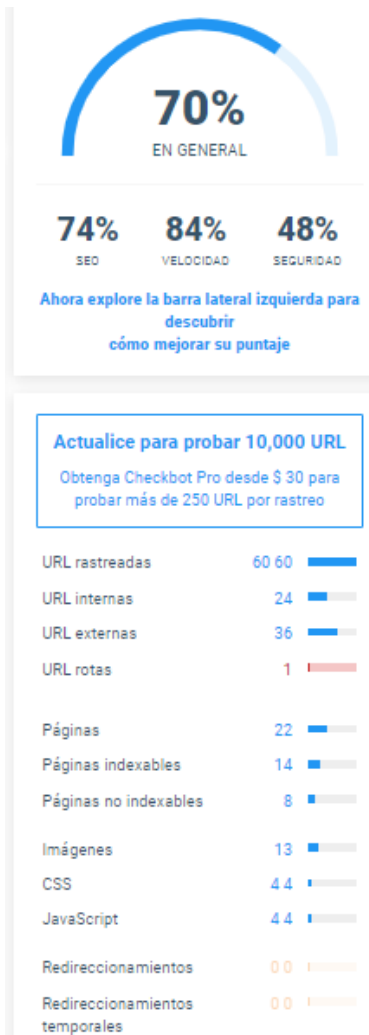 70%
EN GENERAL
74% 84% 48%
SEO VELOCIDAD SEGURIDAD
Ahora explore la barra lateral izquierda para
descubrir
cómo mejorar su puntaje
Actualice para probar 10,000 URL
Obtenga Checkbot Pro desde $ 30 para
probar más de 250 URL por rastreo
URL rastreadas 60 60
URL internas 24
URL externas 36
URL rotas 1
Páginas 22
Páginas indexables 14
Páginas no indexables 8
Imágenes 13
CSS 4 4
JavaScript 4 4
Redireccionamientos 0 0
Redireccionamientos 0 0
temporales